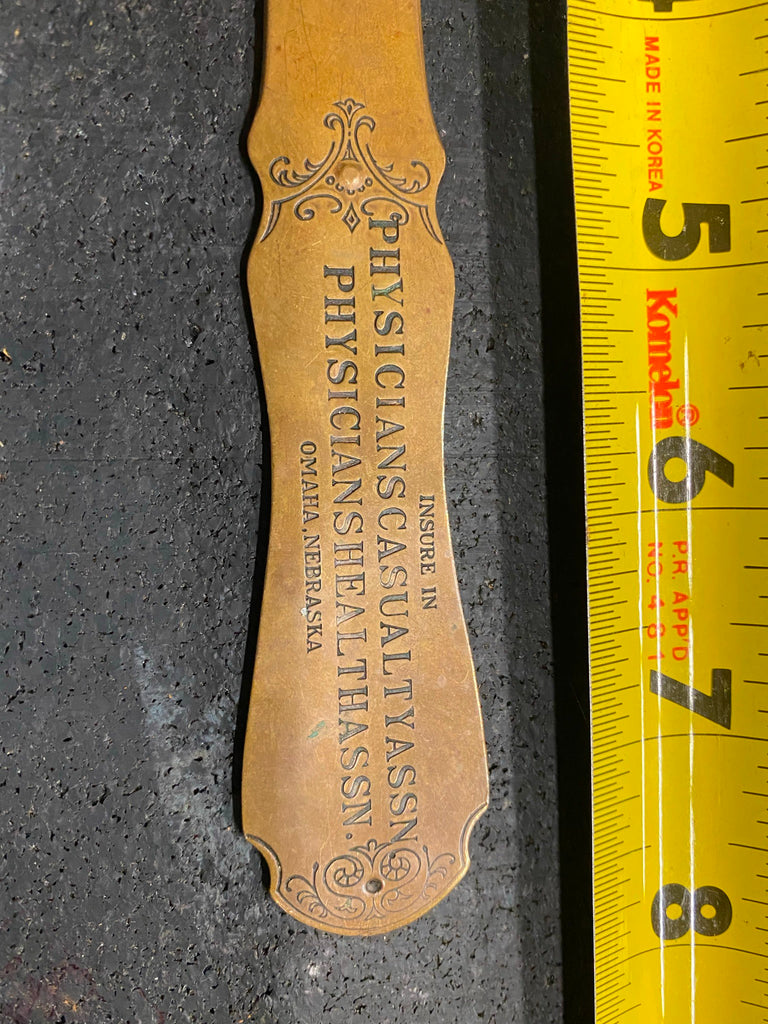 INSURE IN
PHYSICIANS CASUALTY ASSN
PHYSICIANS HEALTH ASSN.
OMAHA, NEBRASKA
MADE IN KOREA
5
Komelon®
6
P.R. APP'D
NO. 481
7
8